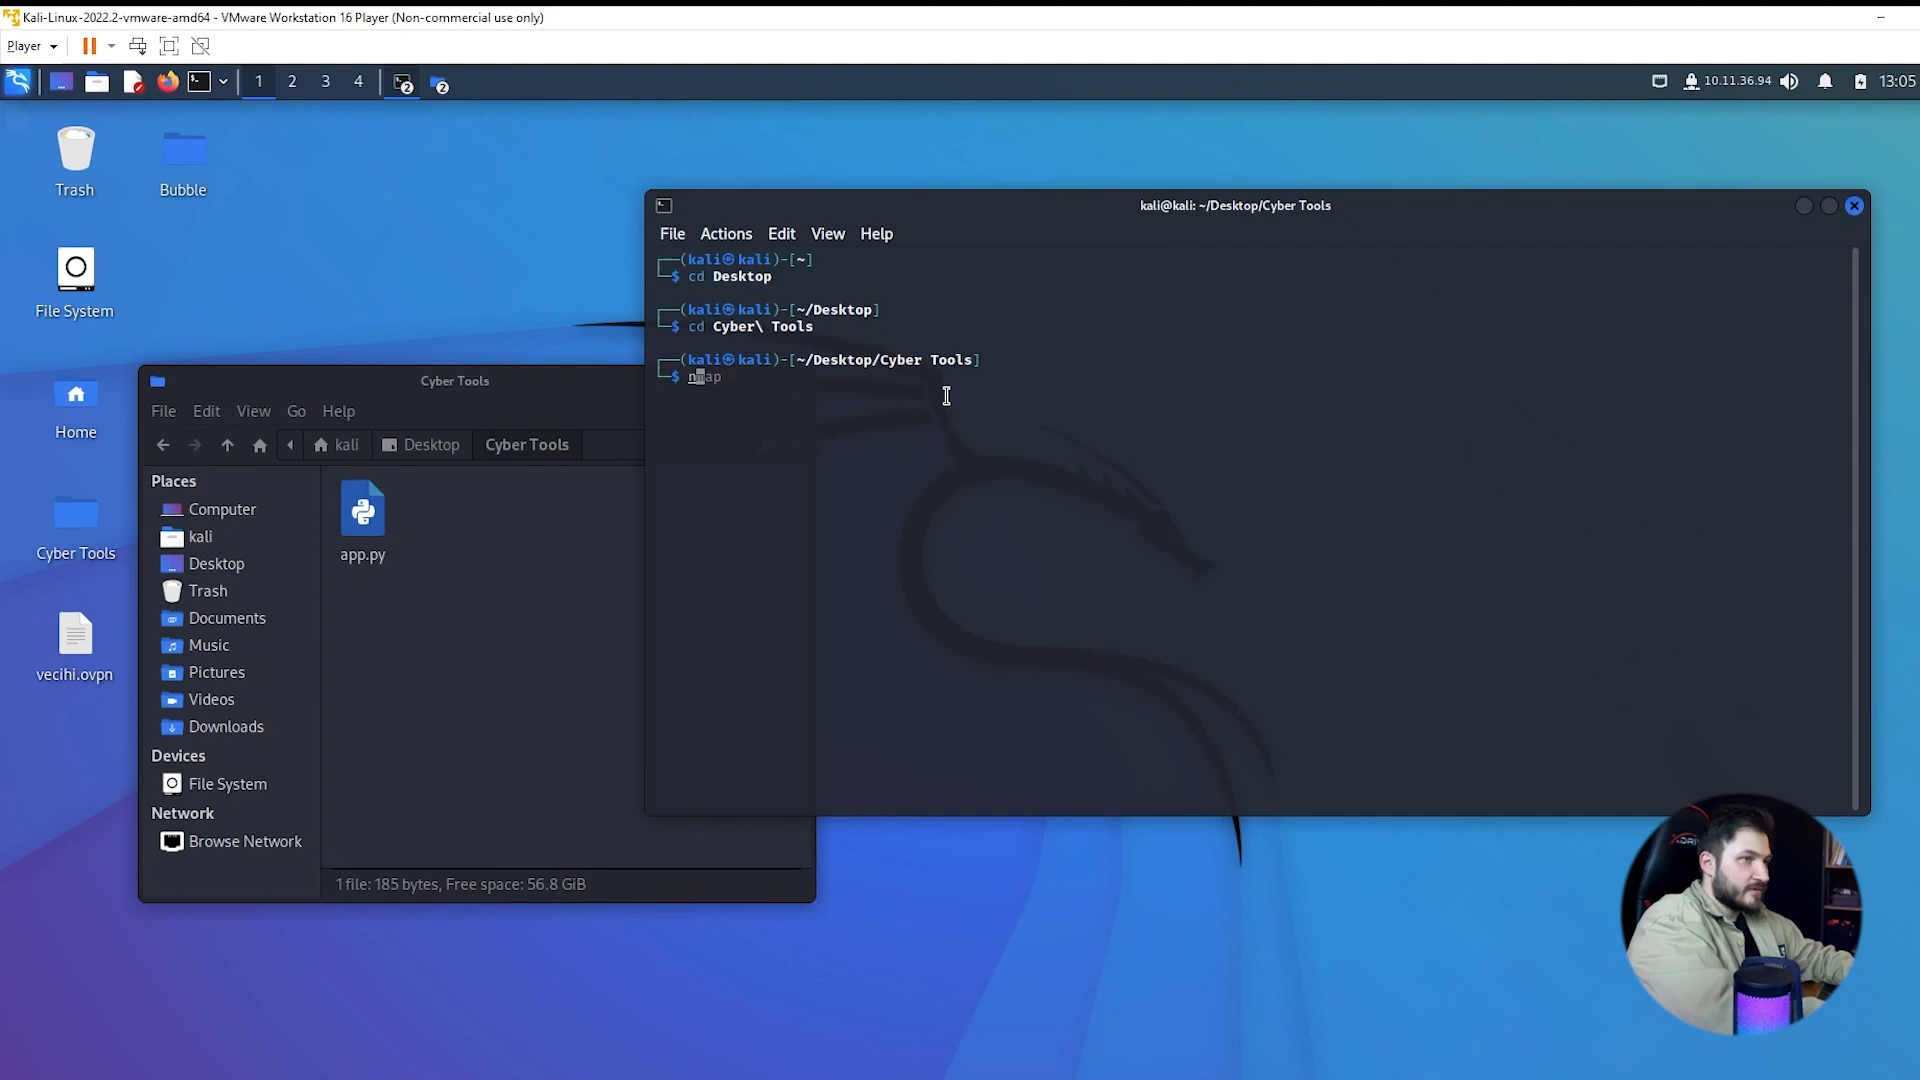 Kali-Linux-2022.2-vmware-amd64 - VMware Workstation 16 Player (Non-commercial use only)
Player
1 2 3 4 2 2
10.11.36.94 13:05
Trash
Bubble
File System
Home
Cyber Tools
vecihi.ovpn
kali@kali: ~/Desktop/Cyber Tools
File Actions Edit View Help
(kali㉿kali)-[~]
$ cd Desktop
(kali㉿kali)-[~/Desktop]
$ cd Cyber\ Tools
(kali㉿kali)-[~/Desktop/Cyber Tools]
$ nmap
Cyber Tools
File Edit View Go Help
kali Desktop Cyber Tools
Places
Computer
kali
Desktop
Trash
Documents
Music
Pictures
Videos
Downloads
Devices
File System
Network
Browse Network
app.py
1 file: 185 bytes, Free space: 56.8 GiB